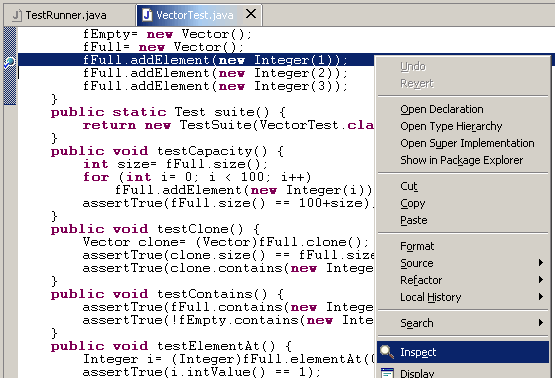 TestRunner.java
VectorTest.java
fEmpty= new Vector();
fFull= new Vector();
fFull.addElement(new Integer(1));
fFull.addElement(new Integer(2));
fFull.addElement(new Integer(3));
}
public static Test suite() {
return new TestSuite(VectorTest.cla
}
public void testCapacity() {
int size= fFull.size();
for (int i= 0; i < 100; i++)
fFull.addElement(new Integer(i))
assertTrue(fFull.size() == 100+size)
}
public void testClone() {
Vector clone= (Vector)fFull.clone();
assertTrue(clone.size() == fFull.size
assertTrue(clone.contains(new Intege
}
public void testContains() {
assertTrue(fFull.contains(new Intege
assertTrue(!fEmpty.contains(new Inte
}
public void testElementAt() {
Integer i= (Integer)fFull.elementAt(
assertTrue(i.intValue() == 1);
Undo
Revert
Open Declaration
Open Type Hierarchy
Open Super Implementation
Show in Package Explorer
Cut
Copy
Paste
Format
Source
Refactor
Local History
Search
Inspect
Display